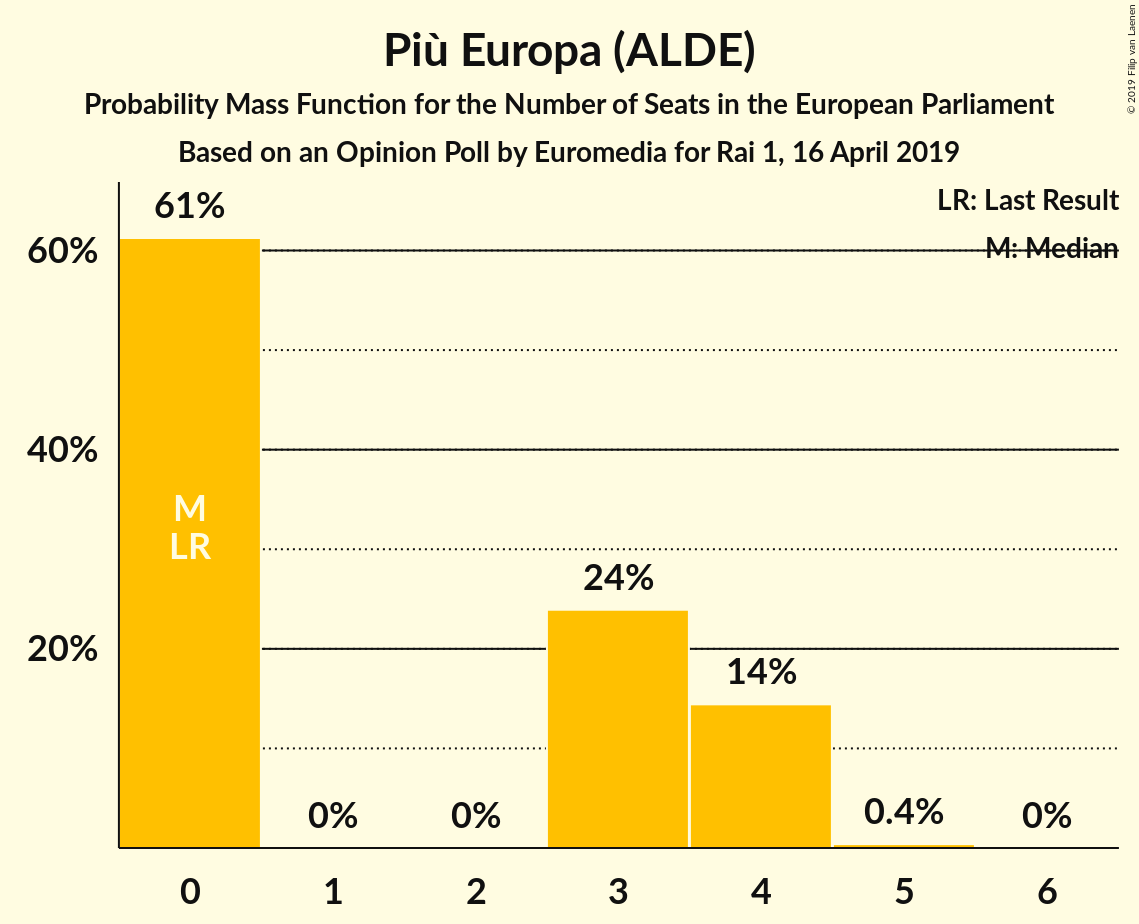 Più Europa (ALDE)
Probability Mass Function for the Number of Seats in the European Parliament
Based on an Opinion Poll by Euromedia for Rai 1, 16 April 2019
© 2019 Filip van Laenen
LR: Last Result
M: Median
61%
60%
40%
20%
M
LR
0%
0%
24%
14%
0.4%
0%
0 1 2 3 4 5 6